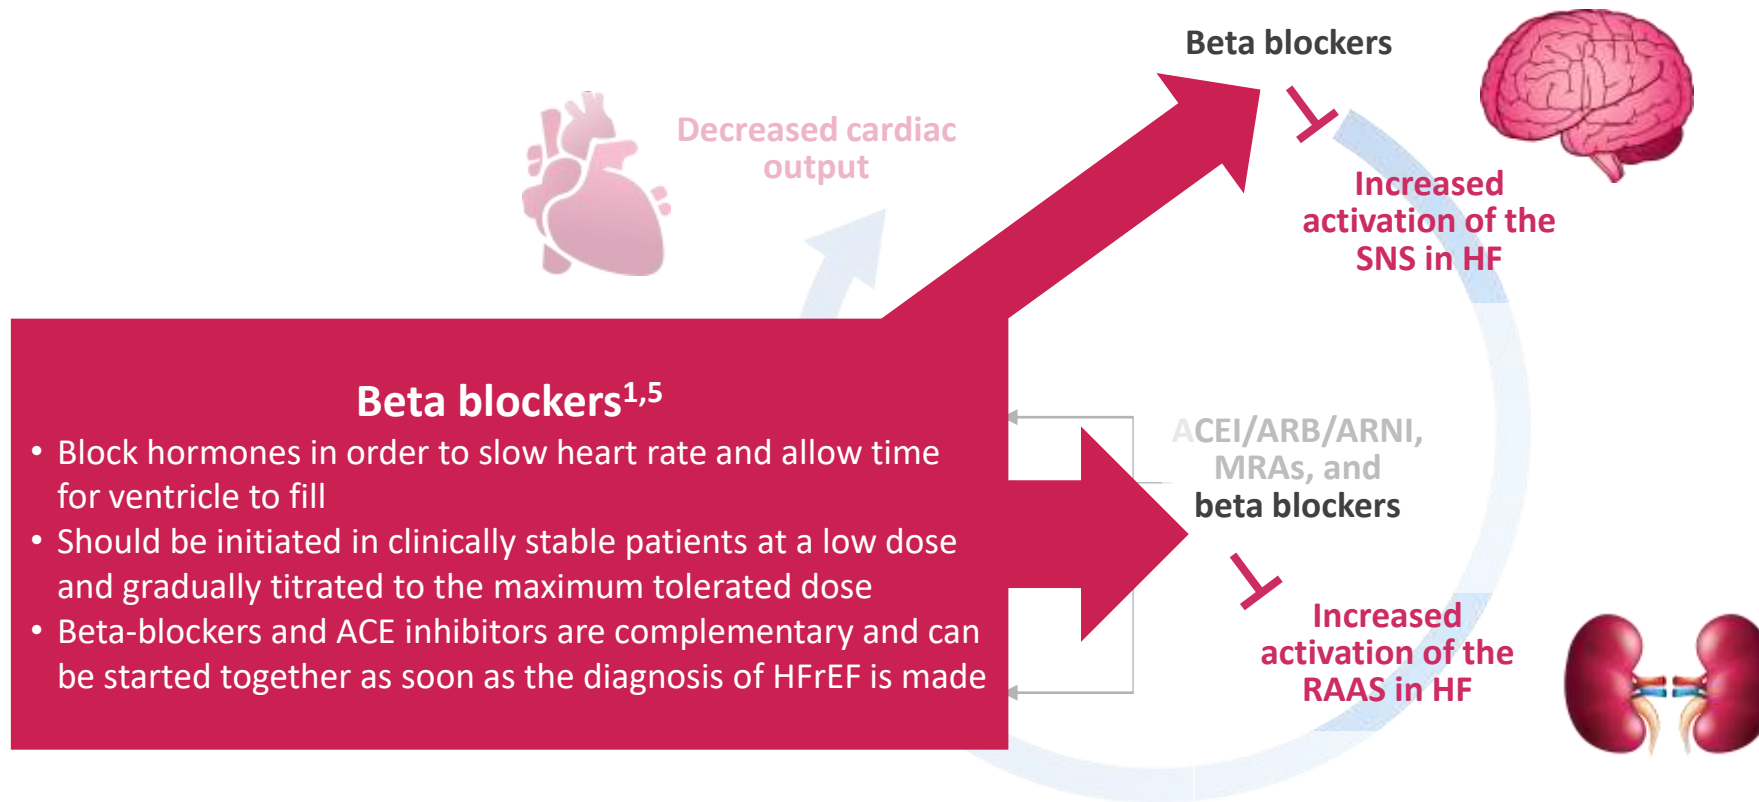 Beta blockers
Decreased cardiac
output
Increased
activation of the
SNS in HF
Beta blockers1,5
• Block hormones in order to slow heart rate and allow time
for ventricle to fill
• Should be initiated in clinically stable patients at a low dose
and gradually titrated to the maximum tolerated dose
• Beta-blockers and ACE inhibitors are complementary and can
be started together as soon as the diagnosis of HFrEF is made
ACEI/ARB/ARNI,
MRAs, and
beta blockers
Increased
activation of the
RAAS in HF